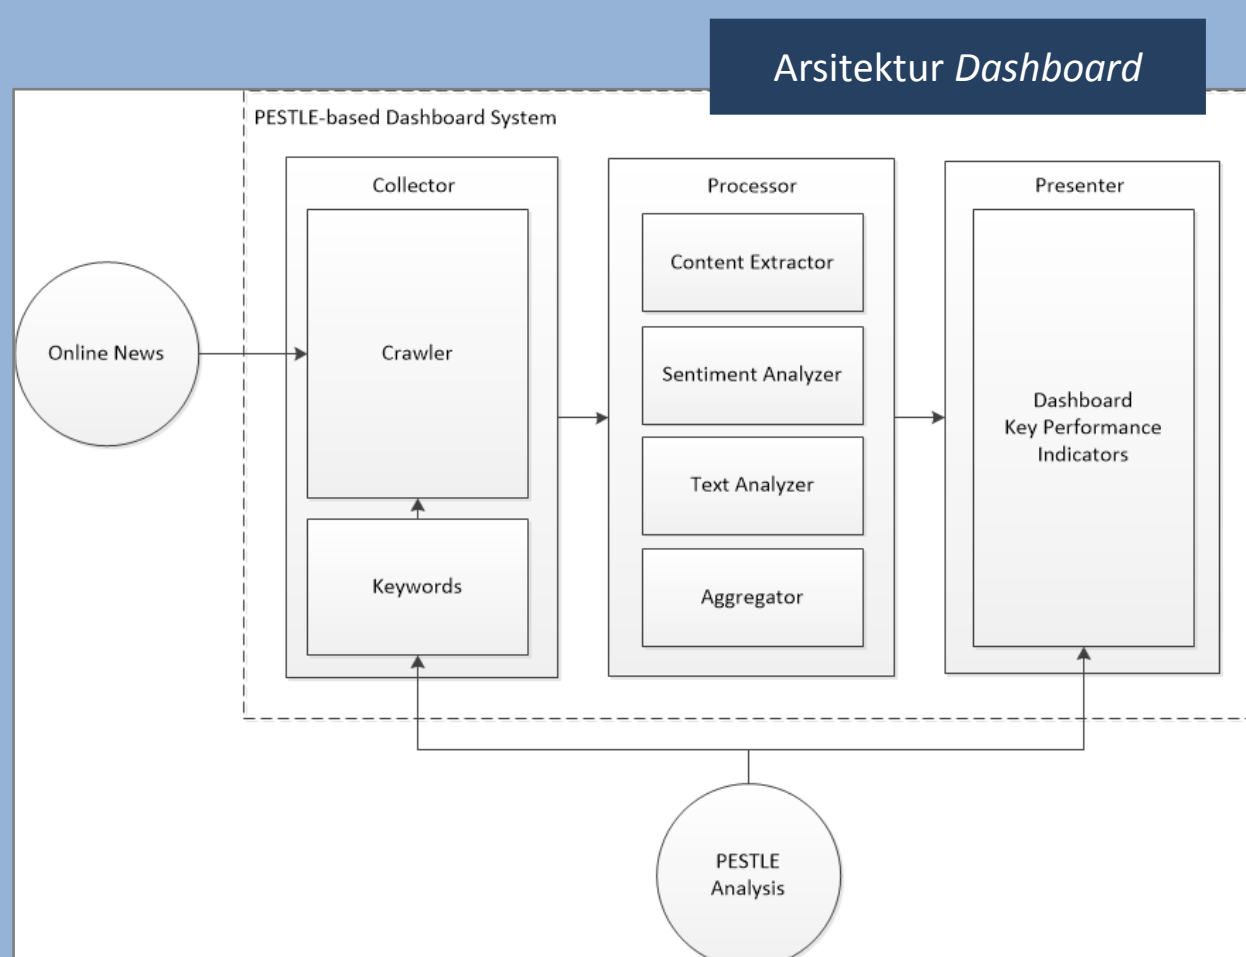 Arsitektur Dashboard
PESTLE-based Dashboard System
Collector
Crawler
Keywords
Online News
Processor
Content Extractor
Sentiment Analyzer
Text Analyzer
Aggregator
Presenter
Dashboard
Key Performance
Indicators
PESTLE
Analysis